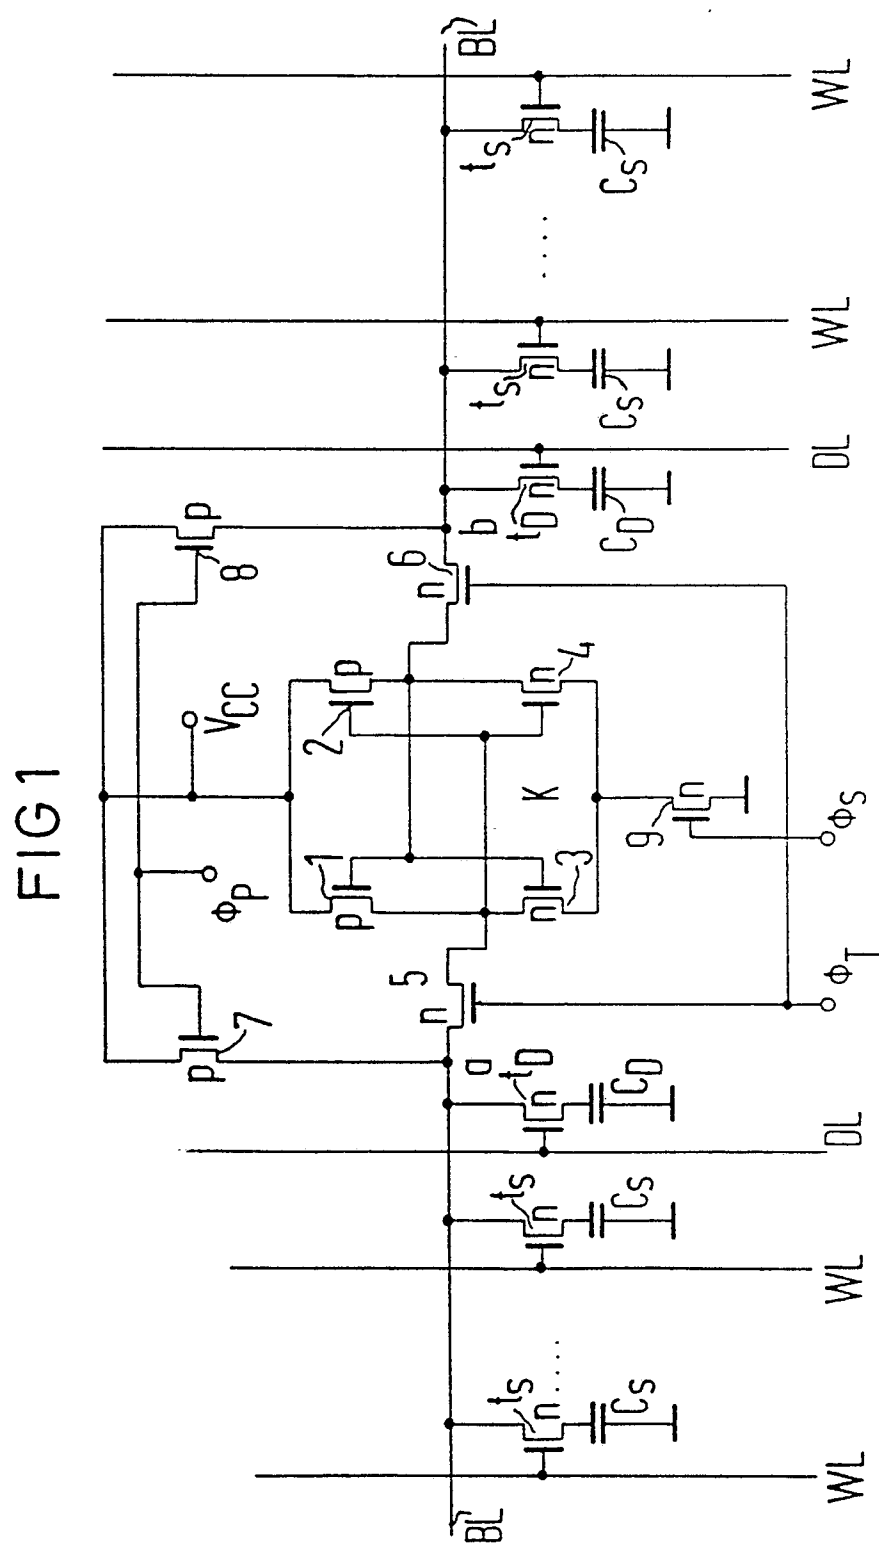 FIG 1
p p
7 ϕP VCC 8
1 2
p p
5 6
n n
BL a b BL
tS tS tD tD tS tS
n n n n K n n n n
3 4
CS CS CD 9 CD CS CS
n
WL WL DL ϕT ϕS DL WL WL